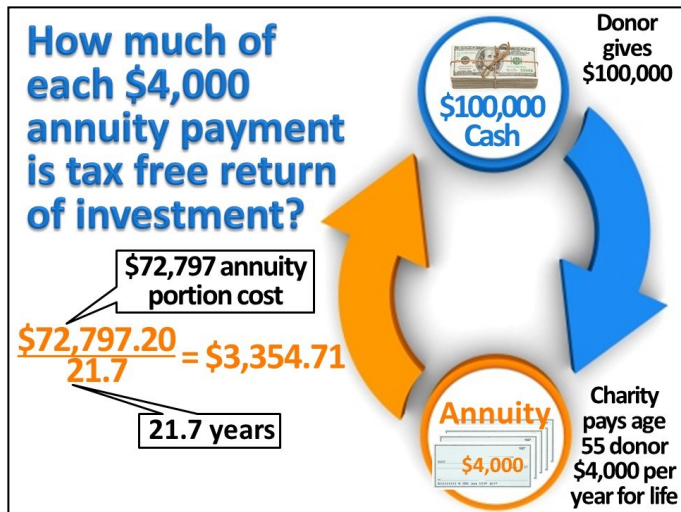 How much of
each $4,000
annuity payment
is tax free return
of investment?
$72,797 annuity
portion cost
$72,797.20
21.7
= $3,354.71
21.7 years
$100,000
Cash
Donor
gives
$100,000
Annuity
$4,000
Charity
pays age
55 donor
$4,000 per
year for life